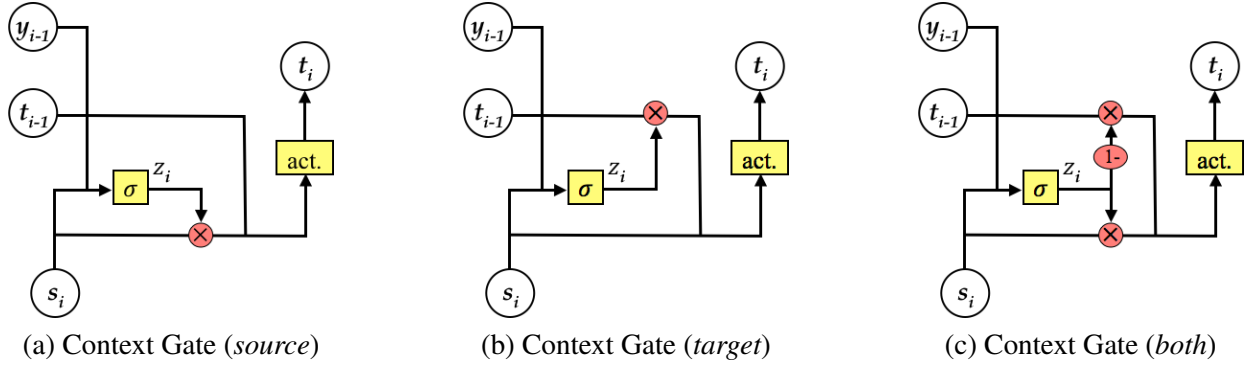 y_{i-1}
t_{i-1}
t_i
act.
σ
z_i
×
s_i
(a) Context Gate (source)
y_{i-1}
t_{i-1}
×
t_i
act.
σ
z_i
s_i
(b) Context Gate (target)
y_{i-1}
t_{i-1}
×
t_i
1-
act.
σ
z_i
×
s_i
(c) Context Gate (both)